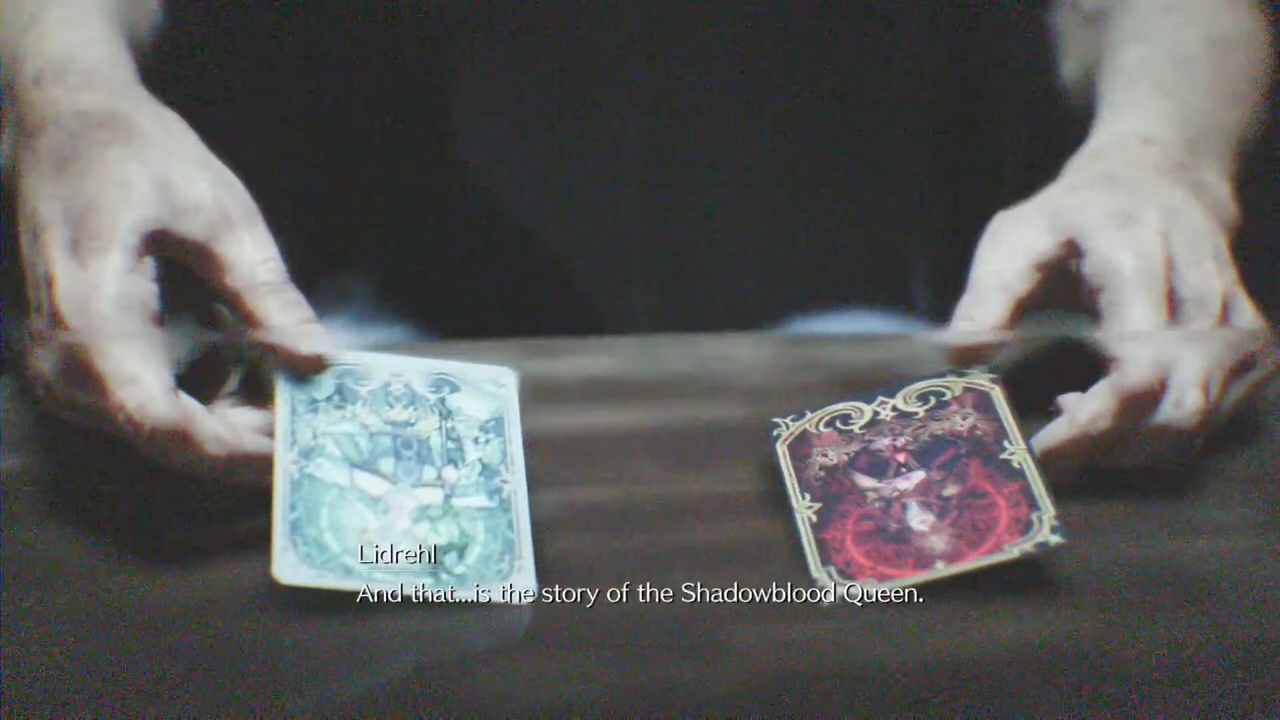 Lidrehl
And that...is the story of the Shadowblood Queen.